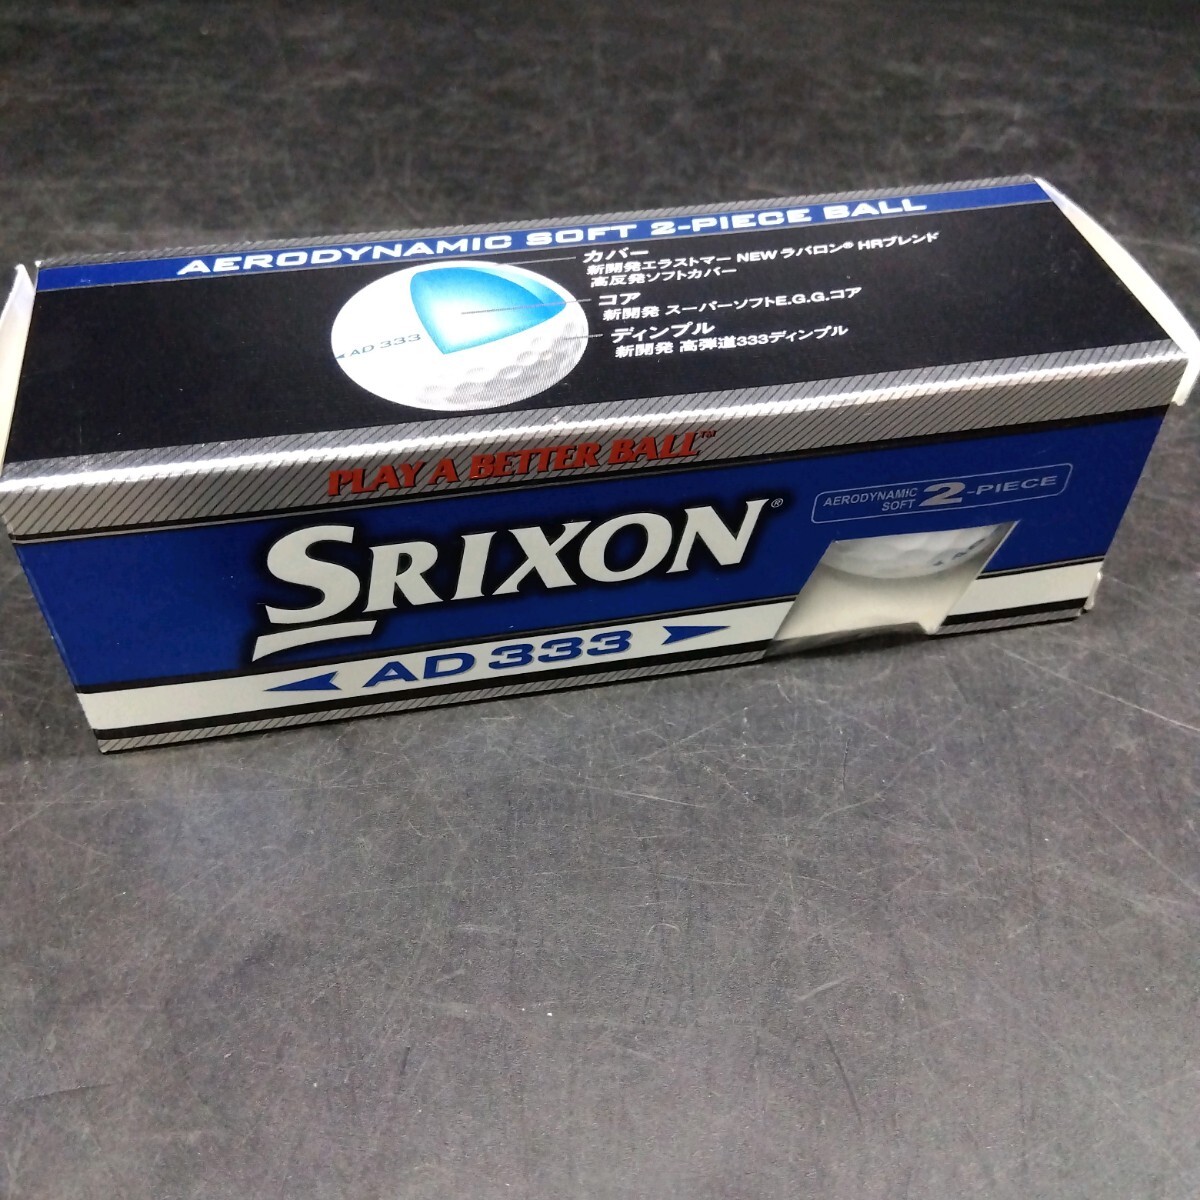 AERODYNAMIC SOFT 2-PIECE BALL
カバー
新開発エラストマー NEW ラバロン® HRブレンド
高反発ソフトカバー
コア
新開発 スーパーソフトE.G.G.コア
ディンプル
新開発 高弾道333ディンプル
AD 333
PLAY A BETTER BALL™
SRIXON®
AERODYNAMIC
SOFT 2-PIECE
AD 333